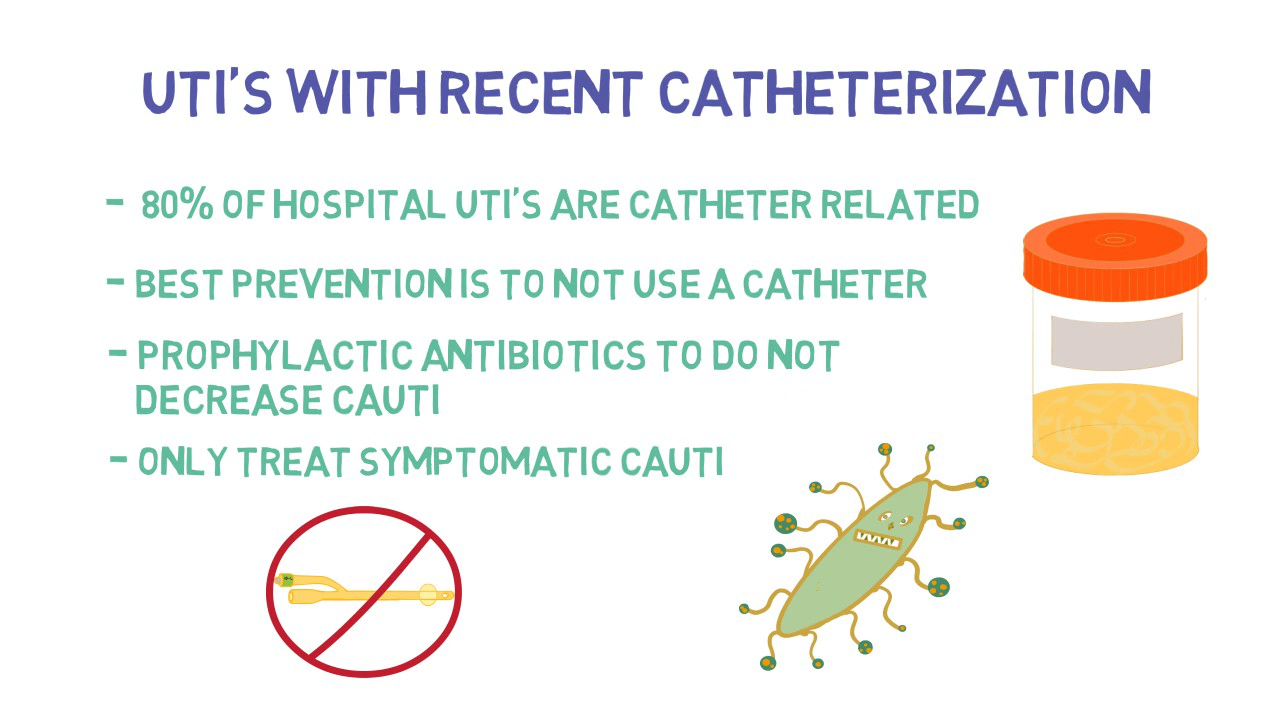 UTI'S WITH RECENT CATHETERIZATION
- 80% OF HOSPITAL UTI'S ARE CATHETER RELATED
- BEST PREVENTION IS TO NOT USE A CATHETER
- PROPHYLACTIC ANTIBIOTICS TO DO NOT
DECREASE CAUTI
- ONLY TREAT SYMPTOMATIC CAUTI